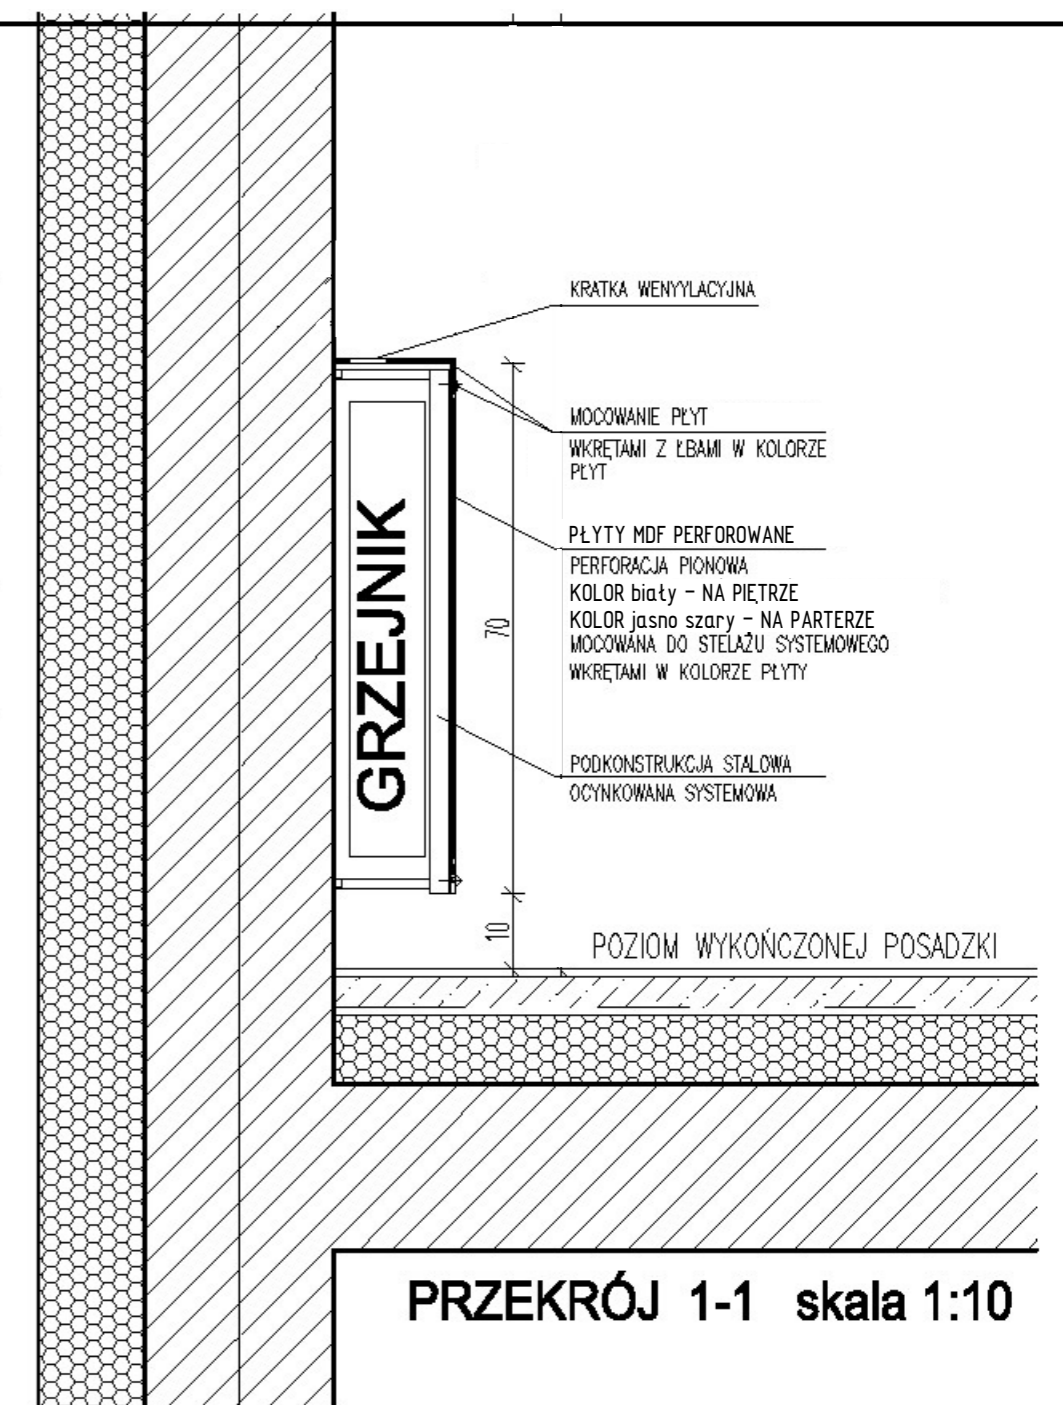 KRATKA WENYYLACYJNA
MOCOWANIE PŁYT
WKRĘTAMI Z ŁBAMI W KOLORZE
PŁYT
PŁYTY MDF PERFOROWANE
PERFORACJA PIONOWA
KOLOR biały - NA PIĘTRZE
KOLOR jasno szary - NA PARTERZE
MOCOWANA DO STELAŻU SYSTEMOWEGO
WKRĘTAMI W KOLORZE PŁYTY
GRZEJNIK
70
PODKONSTRUKCJA STALOWA
OCYNKOWANA SYSTEMOWA
10
POZIOM WYKOŃCZONEJ POSADZKI
PRZEKRÓJ 1-1 skala 1:10